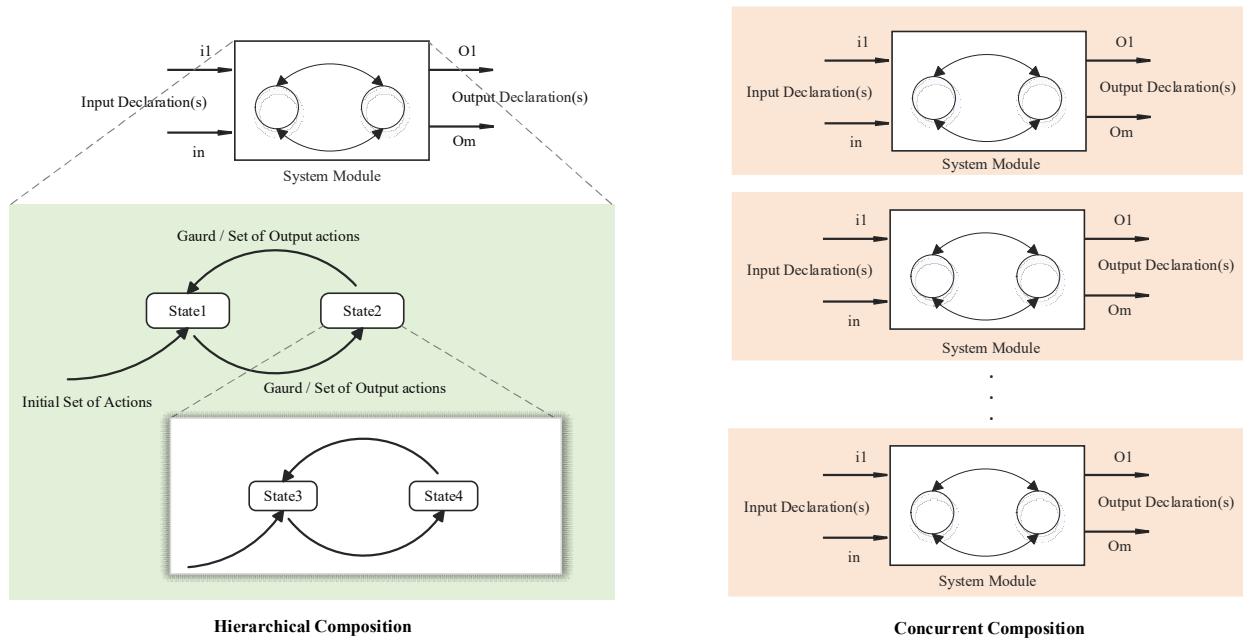 i1
O1
Input Declaration(s)
Output Declaration(s)
in
Om
System Module
Gaurd / Set of Output actions
State1
State2
Gaurd / Set of Output actions
Initial Set of Actions
State3
State4
Hierarchical Composition
i1
O1
Input Declaration(s)
Output Declaration(s)
in
Om
System Module
i1
O1
Input Declaration(s)
Output Declaration(s)
in
Om
System Module
i1
O1
Input Declaration(s)
Output Declaration(s)
in
Om
System Module
Concurrent Composition